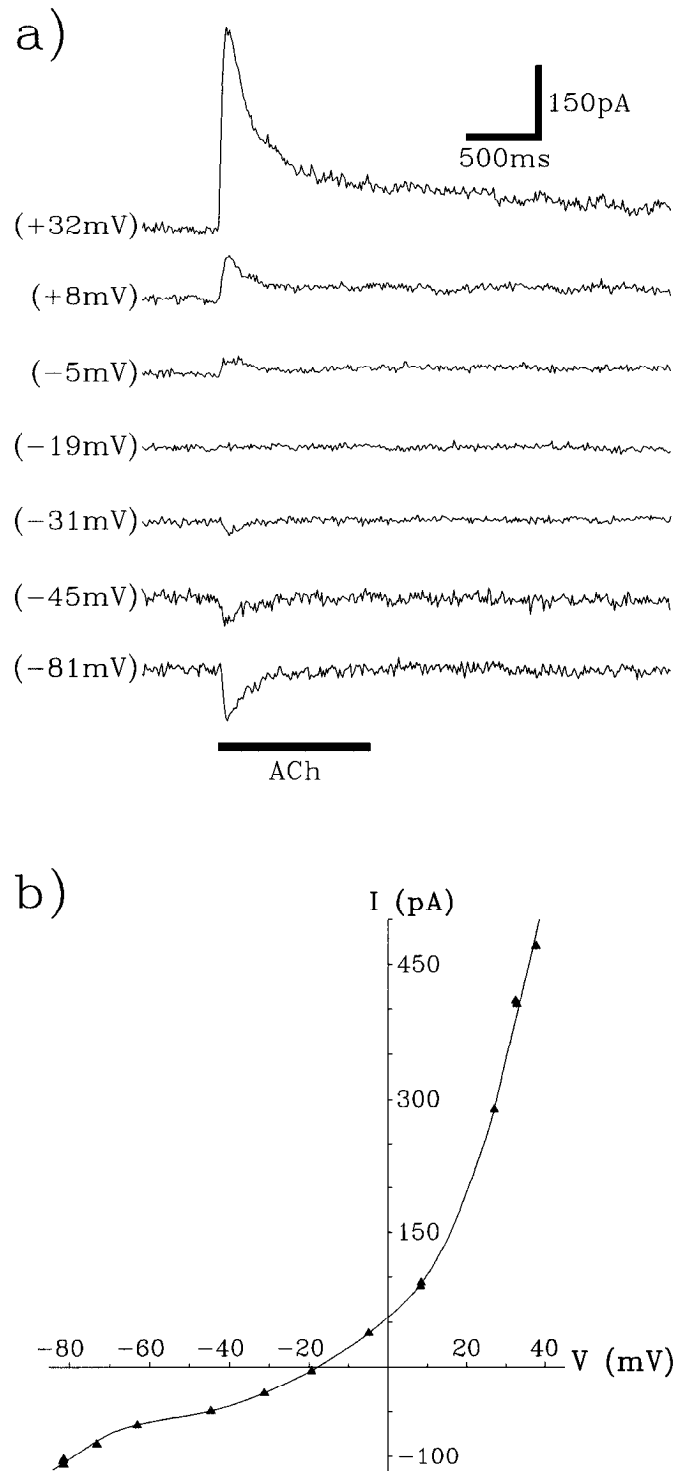 a)
150pA
500ms
(+32mV)
(+8mV)
(−5mV)
(−19mV)
(−31mV)
(−45mV)
(−81mV)
ACh
b)
I (pA)
450
300
150
−80 −60 −40 −20 20 40 V (mV)
−100